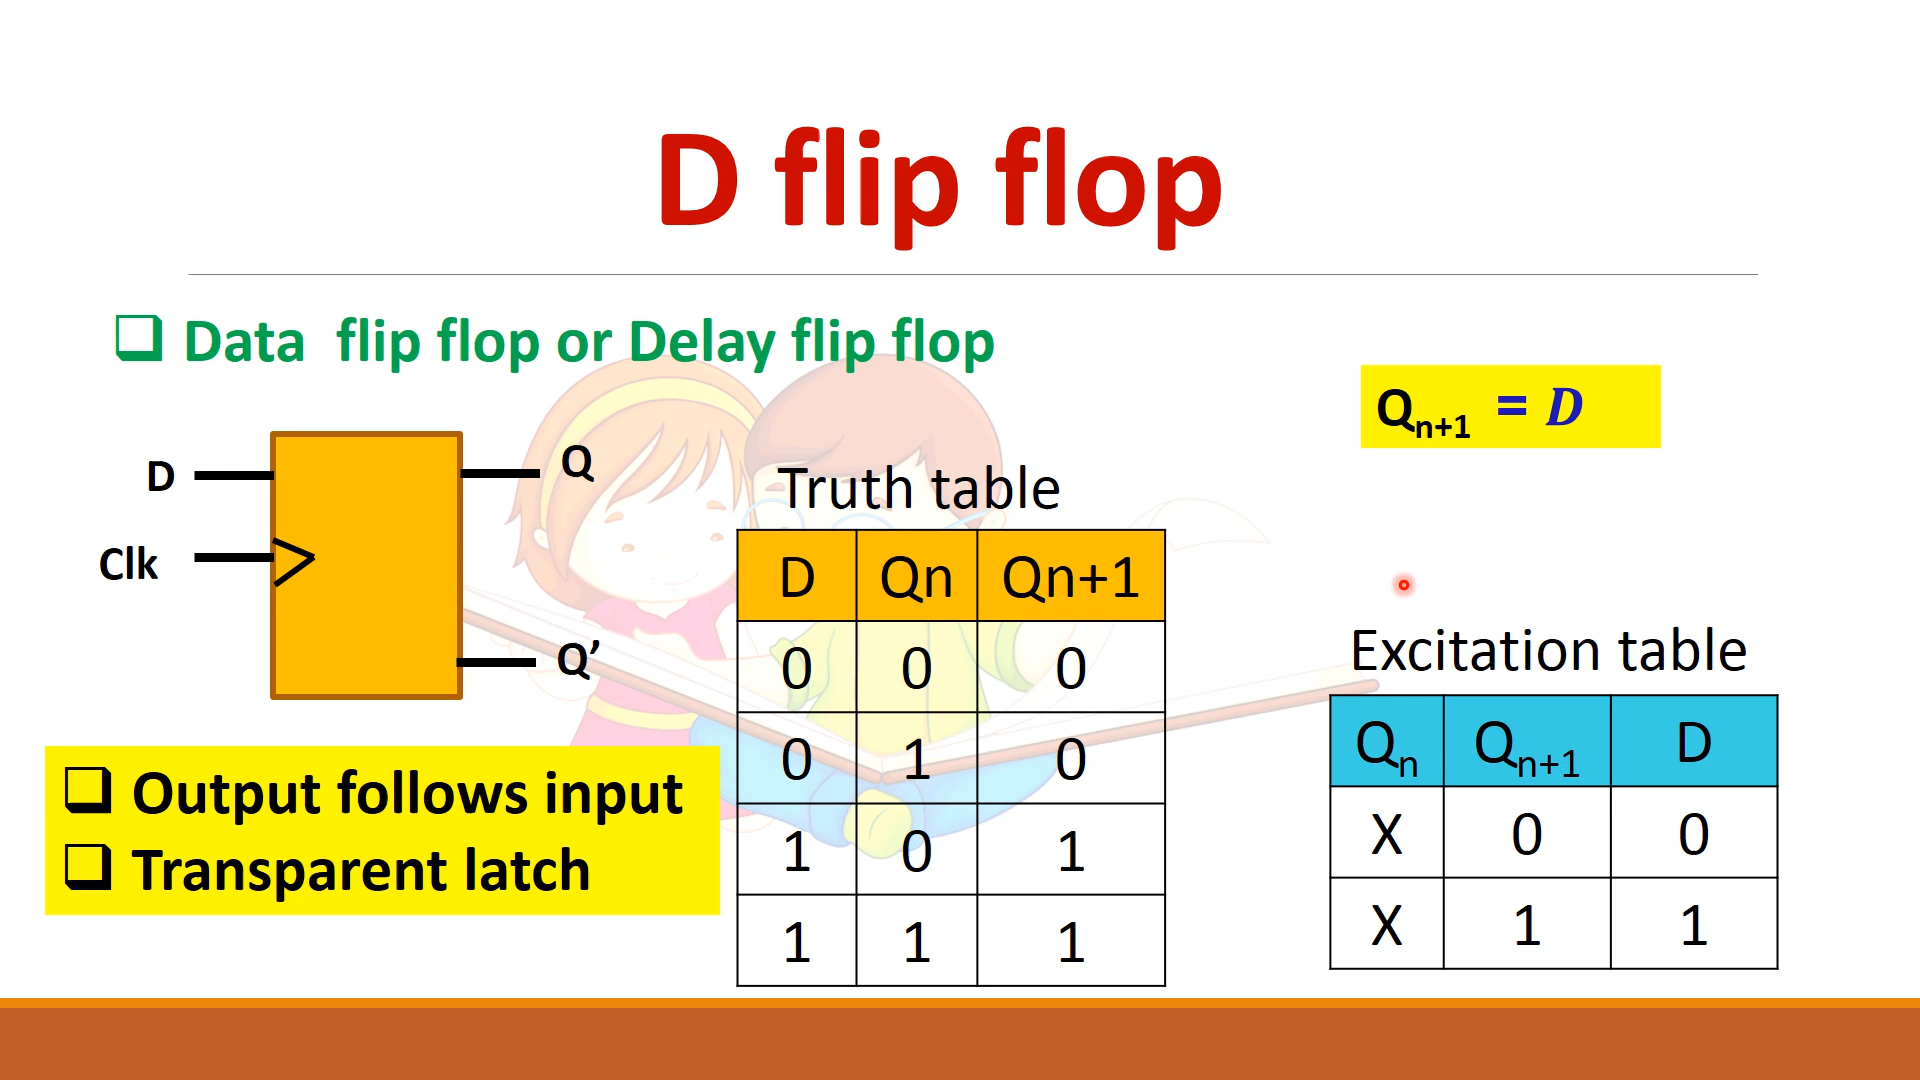 D flip flop
❑ Data flip flop or Delay flip flop
Qn+1 = D
D
Q
Clk
Q’
❑ Output follows input
❑ Transparent latch
Truth table
D Qn Qn+1
0 0 0
0 1 0
1 0 1
1 1 1
Excitation table
Qn Qn+1 D
X 0 0
X 1 1